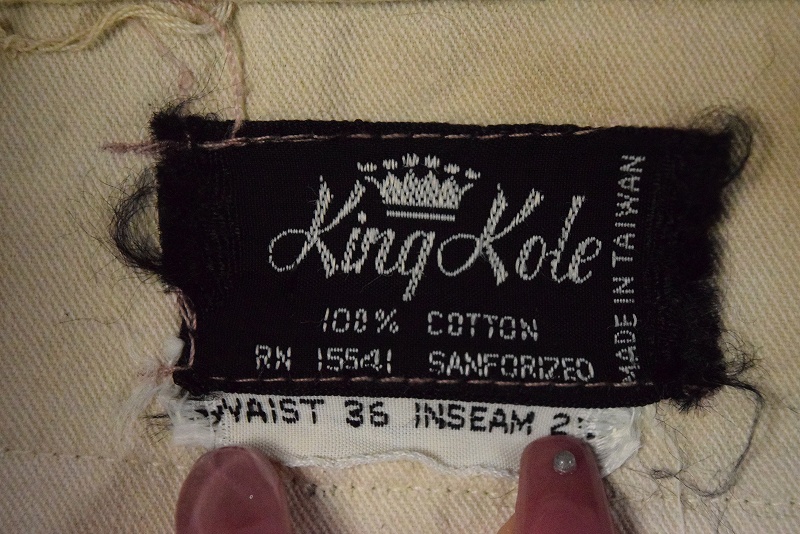 King Kole
100% COTTON
RN 15541 SANFORIZED
MADE IN TAIWAN
WAIST 36 INSEAM